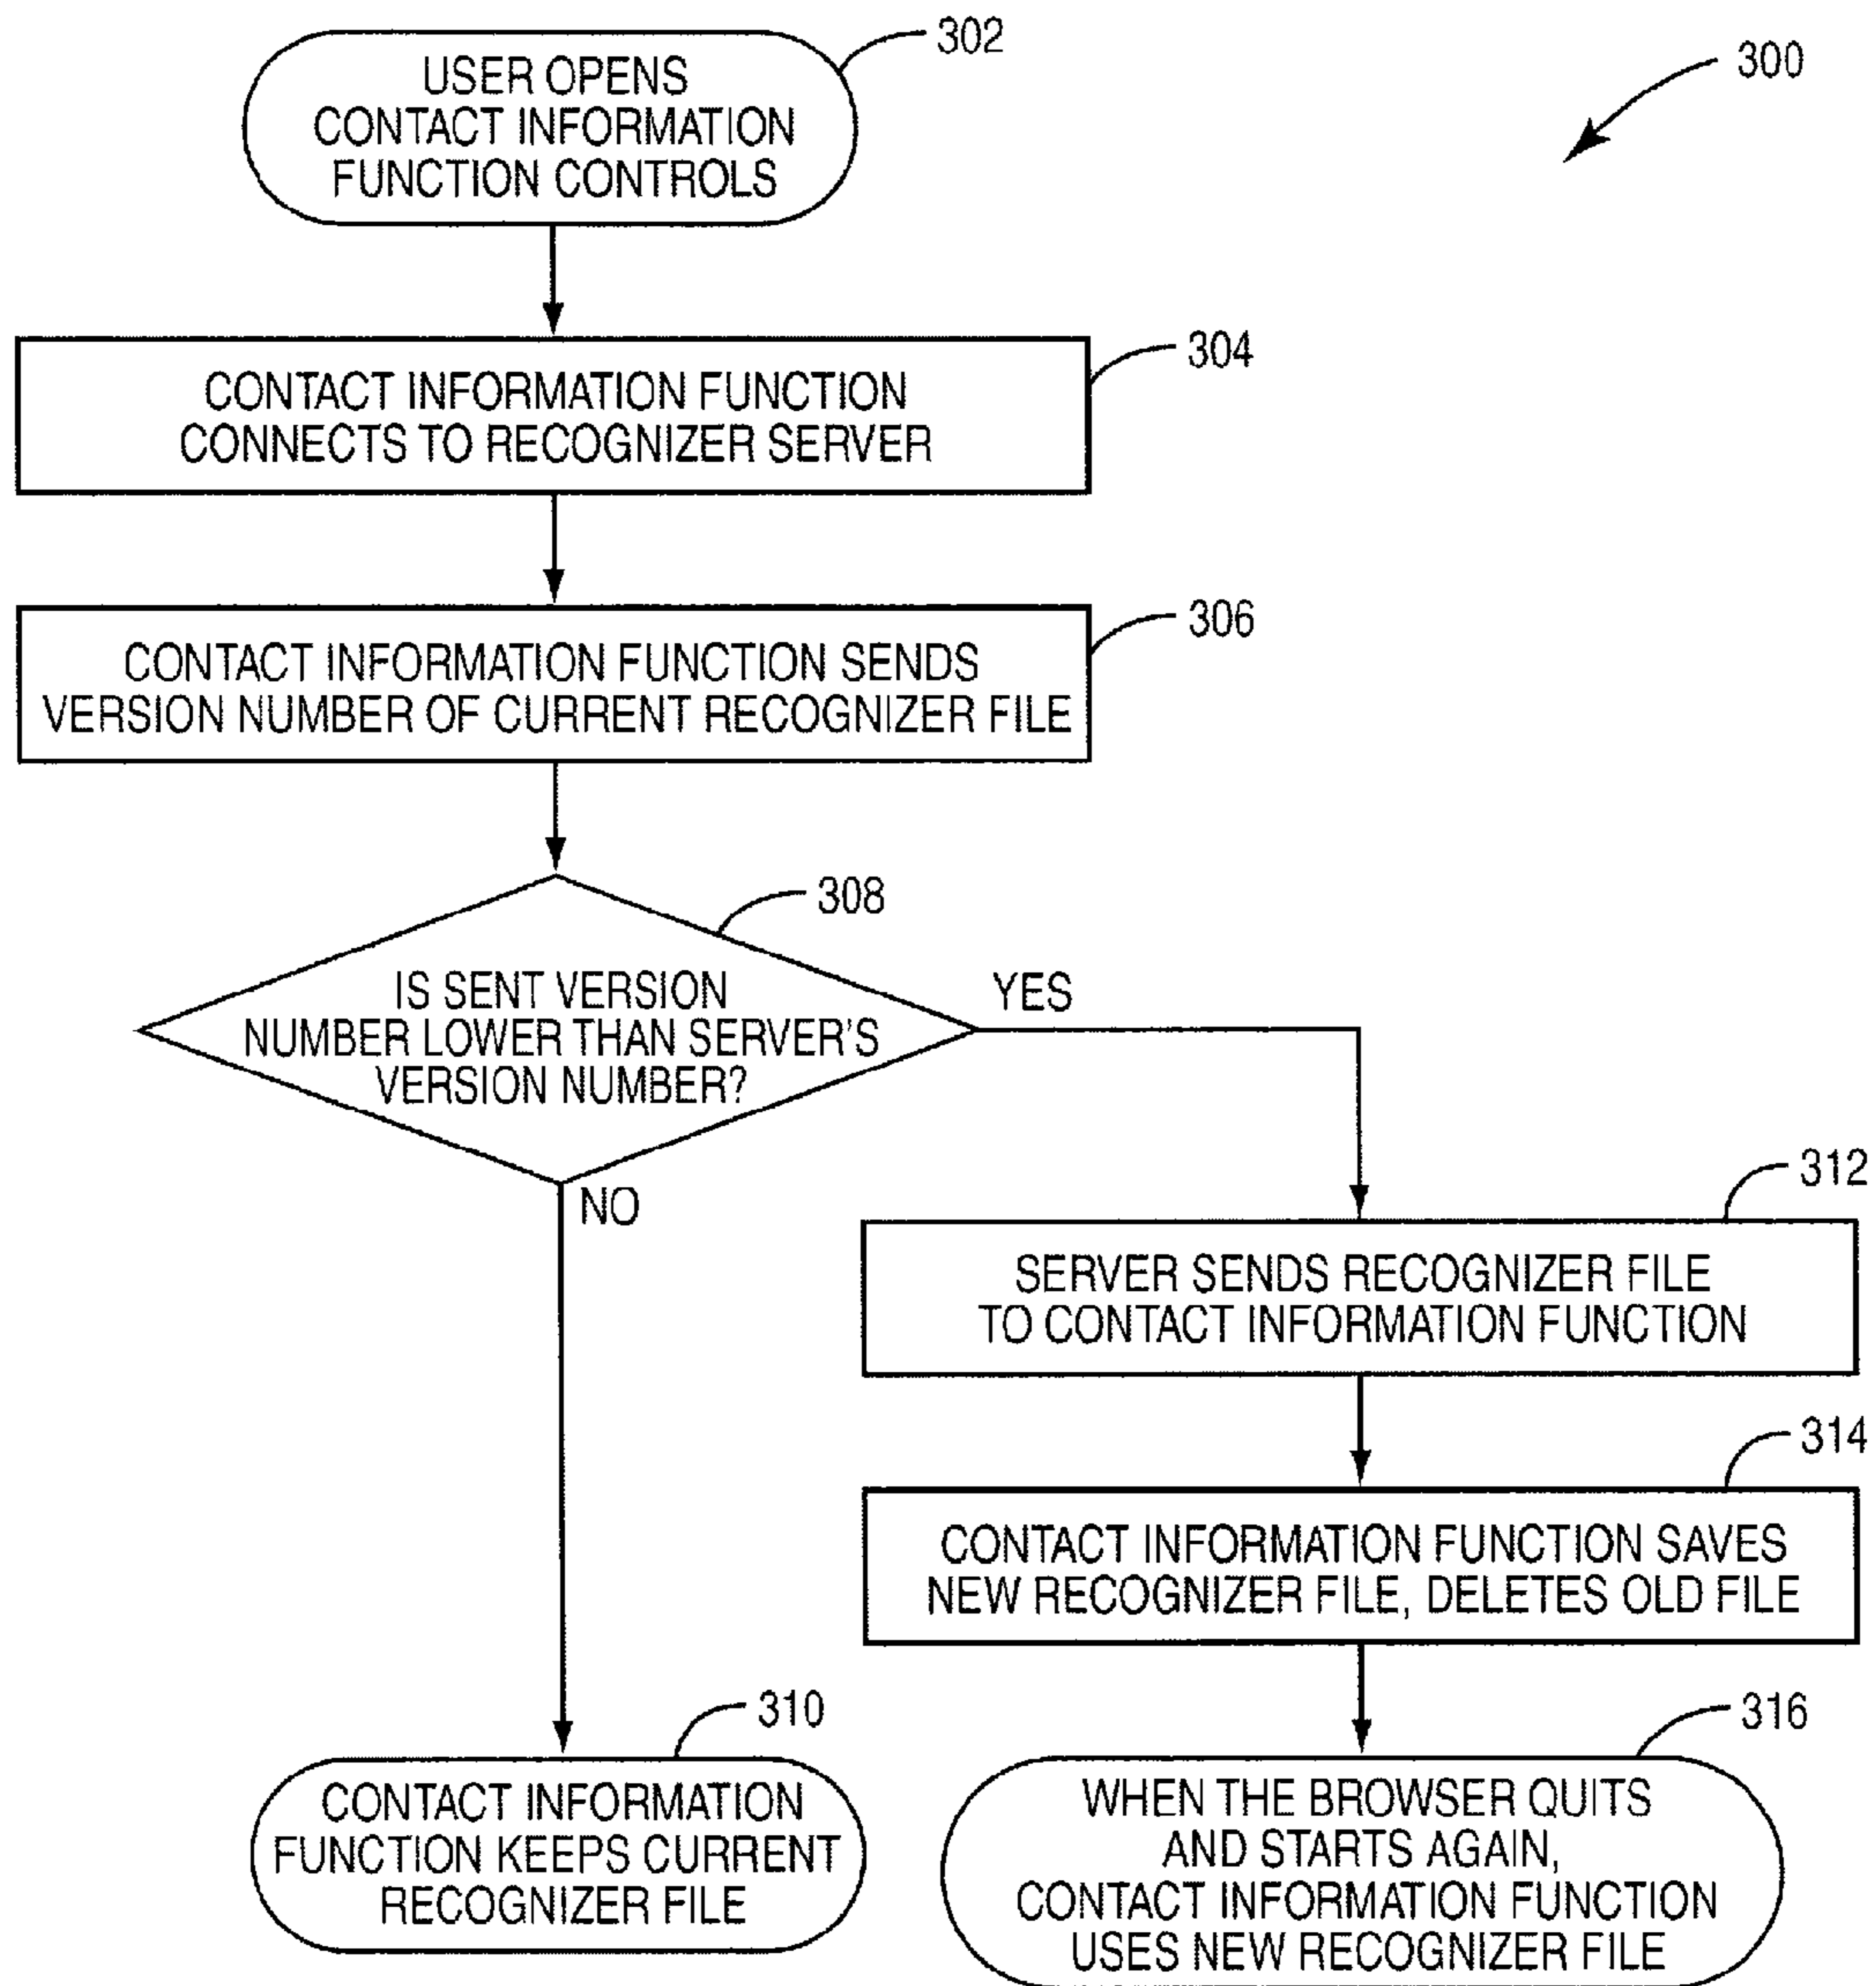 302
300
USER OPENS
CONTACT INFORMATION
FUNCTION CONTROLS
304
CONTACT INFORMATION FUNCTION
CONNECTS TO RECOGNIZER SERVER
306
CONTACT INFORMATION FUNCTION SENDS
VERSION NUMBER OF CURRENT RECOGNIZER FILE
308
IS SENT VERSION
NUMBER LOWER THAN SERVER'S
VERSION NUMBER?
YES
NO
312
SERVER SENDS RECOGNIZER FILE
TO CONTACT INFORMATION FUNCTION
314
CONTACT INFORMATION FUNCTION SAVES
NEW RECOGNIZER FILE, DELETES OLD FILE
310
CONTACT INFORMATION
FUNCTION KEEPS CURRENT
RECOGNIZER FILE
316
WHEN THE BROWSER QUITS
AND STARTS AGAIN,
CONTACT INFORMATION FUNCTION
USES NEW RECOGNIZER FILE